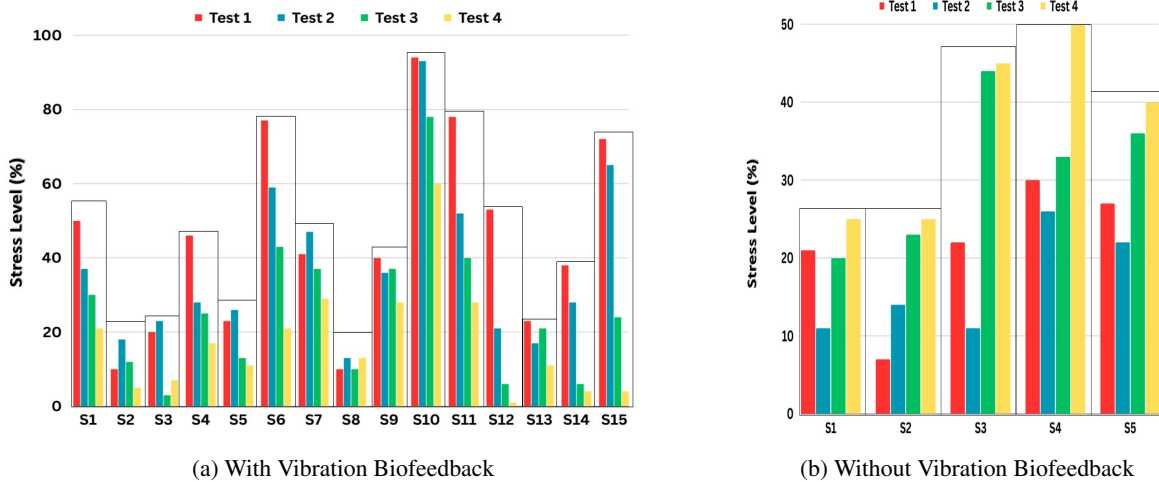 Test 1 Test 2 Test 3 Test 4
100
80
60
40
20
0
Stress Level (%)
S1 S2 S3 S4 S5 S6 S7 S8 S9 S10 S11 S12 S13 S14 S15
(a) With Vibration Biofeedback
Test 1 Test 2 Test 3 Test 4
50
40
30
20
10
0
Stress Level (%)
S1 S2 S3 S4 S5
(b) Without Vibration Biofeedback